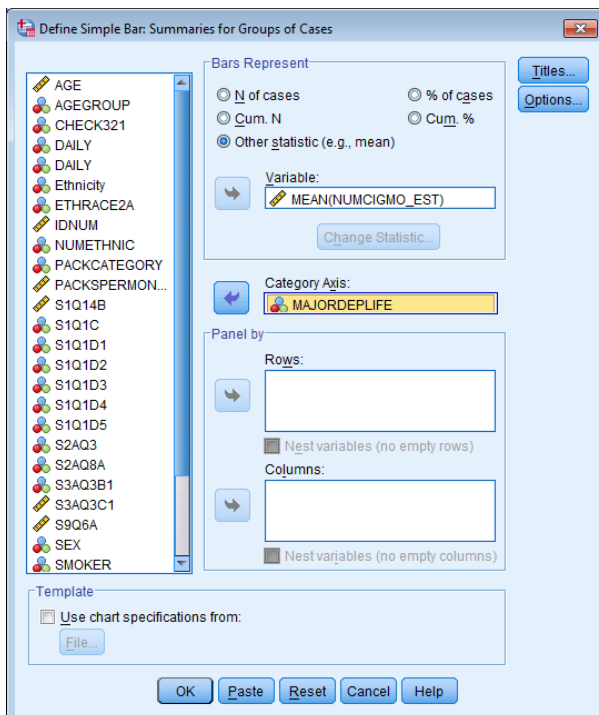 Define Simple Bar: Summaries for Groups of Cases
AGE
AGEGROUP
CHECK321
DAILY
DAILY
Ethnicity
ETHRACE2A
IDNUM
NUMETHNIC
PACKCATEGORY
PACKSPERMON...
S1Q14B
S1Q1C
S1Q1D1
S1Q1D2
S1Q1D3
S1Q1D4
S1Q1D5
S2AQ3
S2AQ8A
S3AQ3B1
S3AQ3C1
S9Q6A
SEX
SMOKER
Bars Represent
N of cases
% of cases
Cum. N
Cum. %
Other statistic (e.g., mean)
Variable:
MEAN(NUMCIGMO_EST)
Change Statistic...
Category Axis:
MAJORDEPLIFE
Panel by
Rows:
Nest variables (no empty rows)
Columns:
Nest variables (no empty columns)
Titles...
Options...
Template
Use chart specifications from:
File...
OK
Paste
Reset
Cancel
Help